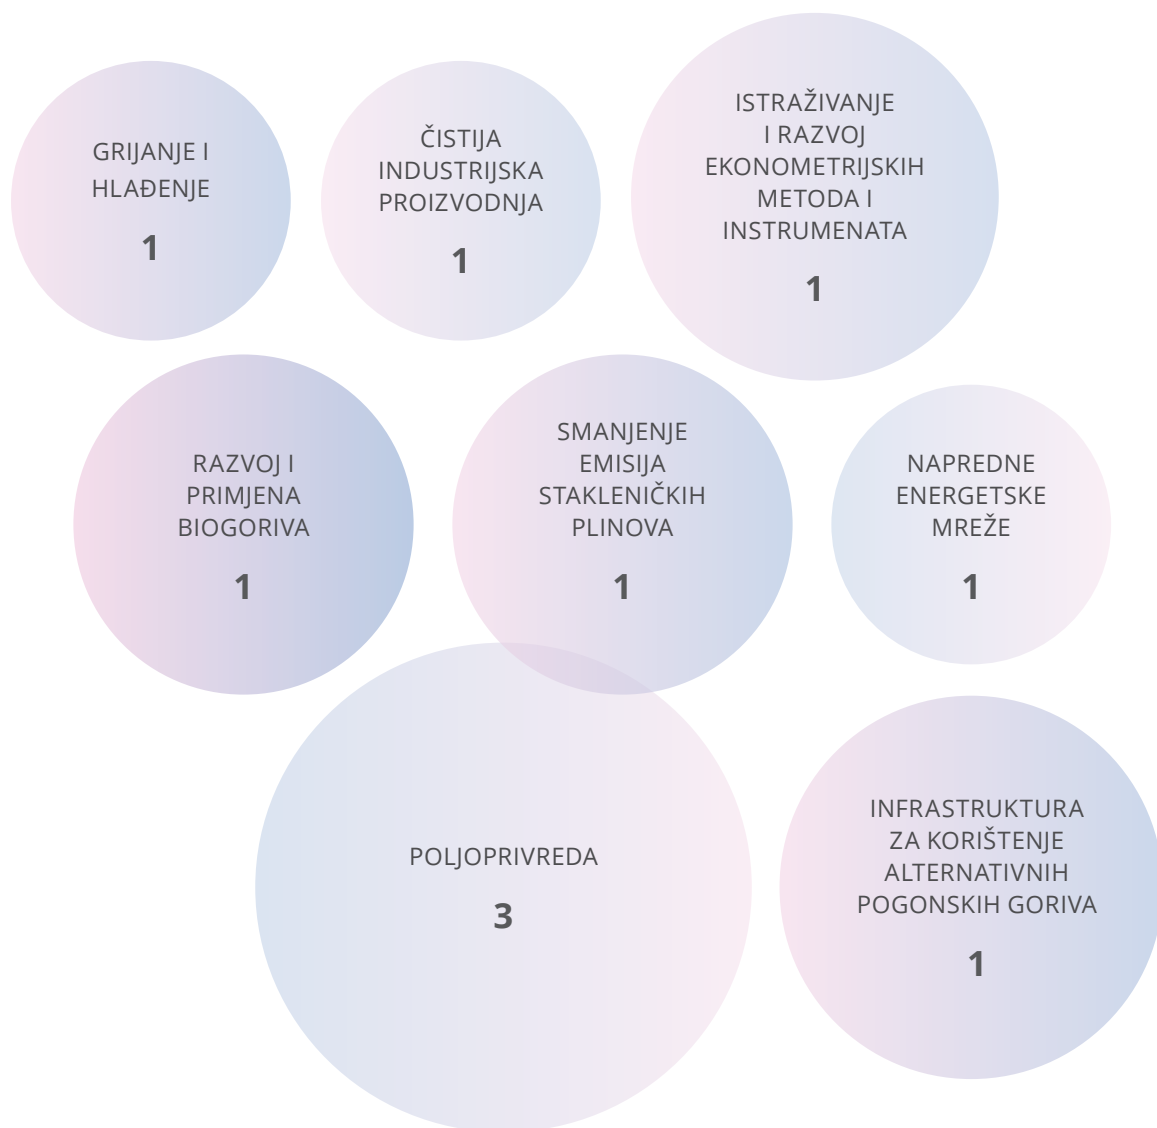 GRIJANJE I
HLAĐENJE
1
ČISTIJA
INDUSTRIJSKA
PROIZVODNJA
1
ISTRAŽIVANJE
I RAZVOJ
EKONOMETRIJSKIH
METODA I
INSTRUMENATA
1
RAZVOJ I
PRIMJENA
BIOGORIVA
1
SMANJENJE
EMISIJA
STAKLENIČKIH
PLINOVA
1
NAPREDNE
ENERGETSKE
MREŽE
1
POLJOPRIVREDA
3
INFRASTRUKTURA
ZA KORIŠTENJE
ALTERNATIVNIH
POGONSKIH GORIVA
1